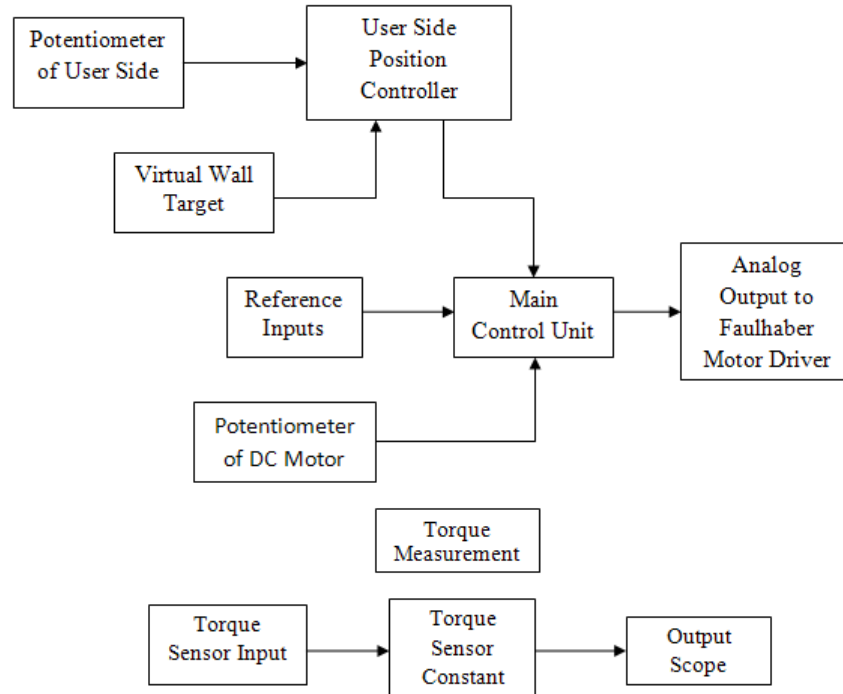 Potentiometer
of User Side
User Side
Position
Controller
Virtual Wall
Target
Reference
Inputs
Main
Control Unit
Analog
Output to
Faulhaber
Motor Driver
Potentiometer
of DC Motor
Torque
Measurement
Torque
Sensor Input
Torque
Sensor
Constant
Output
Scope